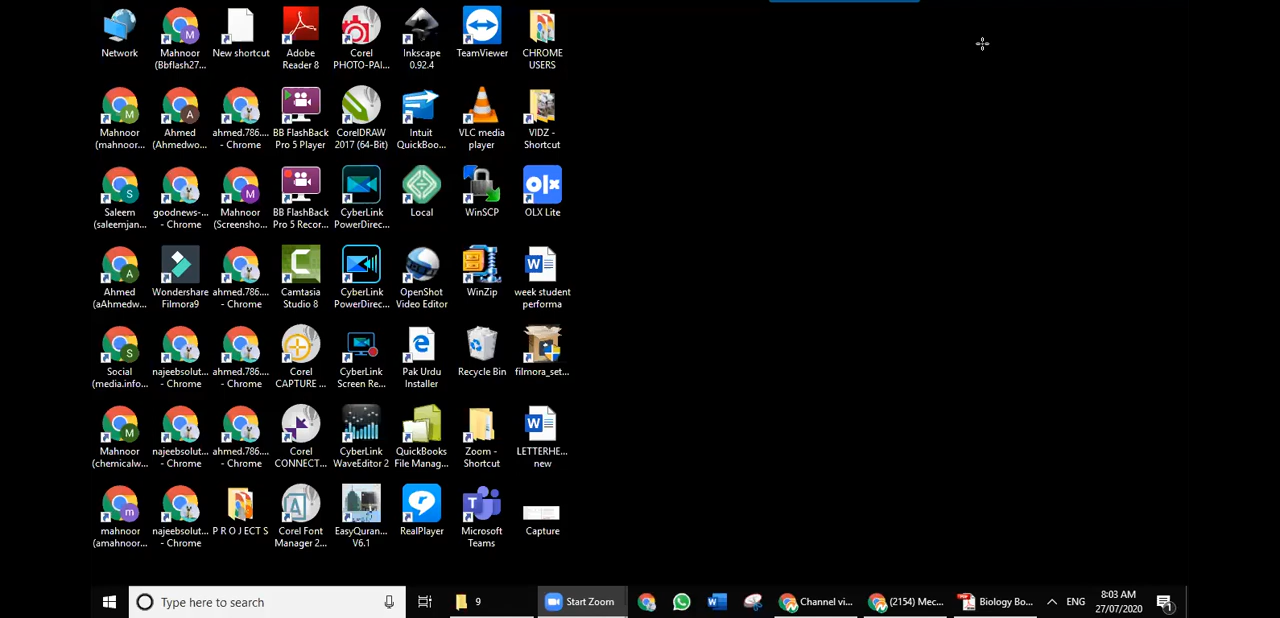 Network
Mahnoor
(Bbflash27...
New shortcut
Adobe
Reader 8
Corel
PHOTO-PAI...
Inkscape
0.92.4
TeamViewer
CHROME
USERS
Mahnoor
(mahnoor...
Ahmed
(Ahmedwo...
ahmed.786....
- Chrome
BB FlashBack
Pro 5 Player
CorelDRAW
2017 (64-Bit)
Intuit
QuickBoo...
VLC media
player
VIDZ -
Shortcut
Saleem
(saleemjan...
goodnews-...
- Chrome
Mahnoor
(Screensho...
BB FlashBack
Pro 5 Recor...
CyberLink
PowerDirec...
Local
WinSCP
OLX Lite
Ahmed
(aAhmedw...
Wondershare
Filmora9
ahmed.786....
- Chrome
Camtasia
Studio 8
CyberLink
PowerDirec...
OpenShot
Video Editor
WinZip
week student
performa
Social
(media.info...
najeebsolut...
- Chrome
ahmed.786....
- Chrome
Corel
CAPTURE ...
CyberLink
Screen Re...
Pak Urdu
Installer
Recycle Bin
filmora_set...
Mahnoor
(chemicalw...
najeebsolut...
- Chrome
ahmed.786....
- Chrome
Corel
CONNECT...
CyberLink
WaveEditor 2
QuickBooks
File Manag...
Zoom -
Shortcut
LETTERHE...
new
mahnoor
(amahnoor...
najeebsolut...
- Chrome
P R O J E C T S
Corel Font
Manager 2...
EasyQuran...
V6.1
RealPlayer
Microsoft
Teams
Capture
Type here to search
9
Start Zoom
Channel vi...
(2154) Mec...
Biology Bo...
ENG
8:03 AM
27/07/2020
1